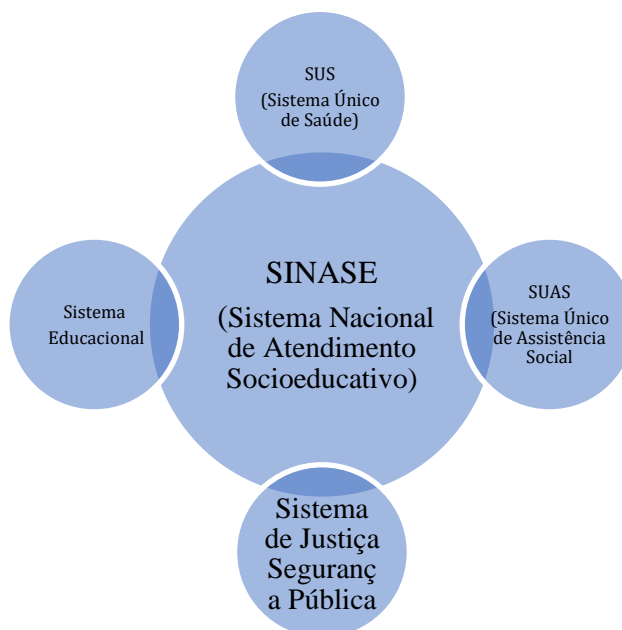 SUS
(Sistema Único
de Saúde)
SINASE
(Sistema Nacional
de Atendimento
Socioeducativo)
Sistema
Educacional
SUAS
(Sistema Único
de Assistência
Social
Sistema
de Justiça
Seguranç
a Pública